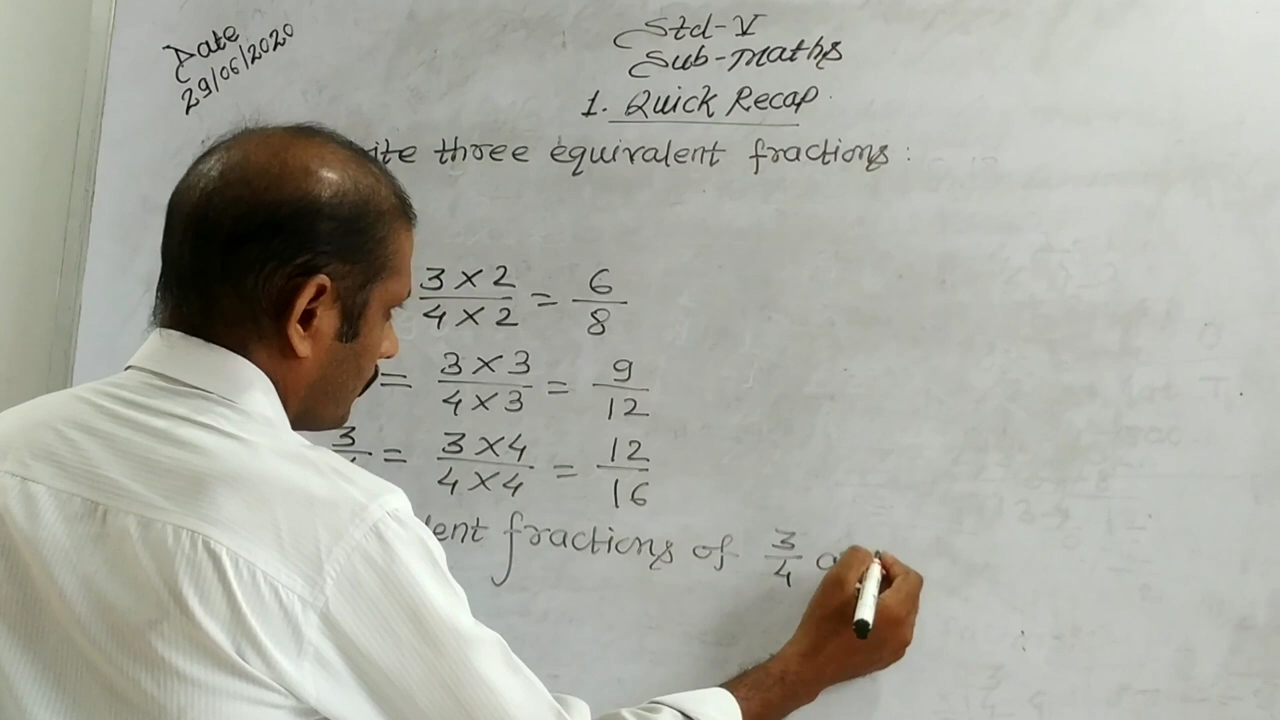 Date
29/06/2020
Std-V
Sub-Maths
1. Quick Recap
ite three equivalent fractions:
3×2/4×2 = 6/8
= 3×3/4×3 = 9/12
3/ = 3×4/4×4 = 12/16
lent fractions of 3/4 a